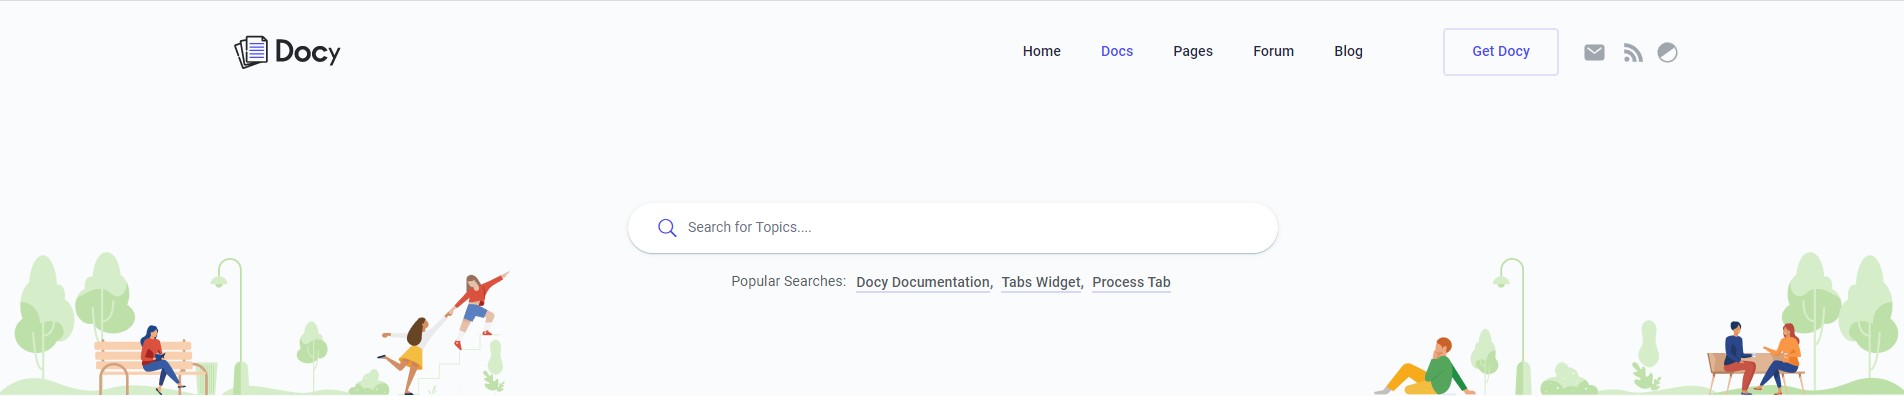 Docy Home Docs Pages Forum Blog Get Docy
Search for Topics....
Popular Searches: Docy Documentation, Tabs Widget, Process Tab